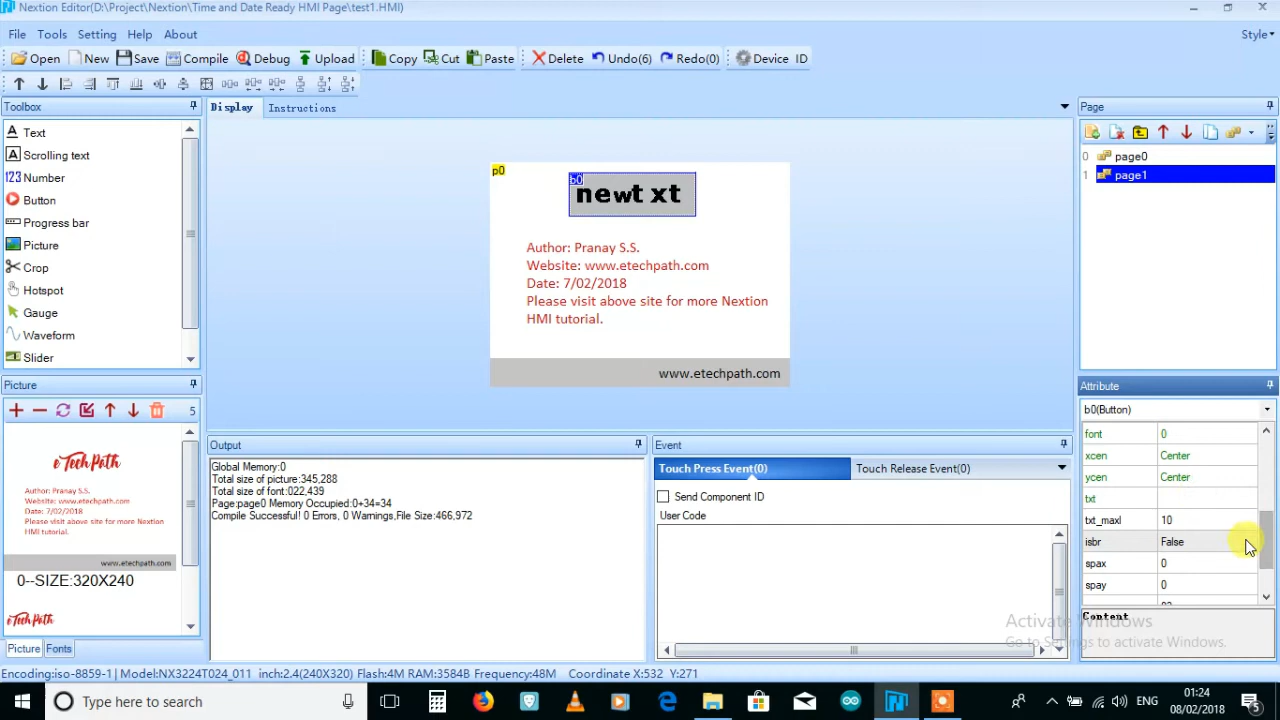 Nextion Editor(D:\Project\Nextion\Time and Date Ready HMI Page\test1.HMI)
File Tools Setting Help About Style
Open New Save Compile Debug Upload Copy Cut Paste Delete Undo(6) Redo(0) Device ID
Toolbox
Text
Scrolling text
123 Number
Button
Progress bar
Picture
Crop
Hotspot
Gauge
Waveform
Slider
Picture
5
eTechPath
Author: Pranay S.S.
Website: www.etechpath.com
Date: 7/02/2018
Please visit above site for more Nextion
HMI tutorial.
www.etechpath.com
0--SIZE:320X240
eTechPath
Picture Fonts
Display Instructions
p0
b0
newt xt
Author: Pranay S.S.
Website: www.etechpath.com
Date: 7/02/2018
Please visit above site for more Nextion
HMI tutorial.
www.etechpath.com
Output
Global Memory:0
Total size of picture:345,288
Total size of font:022,439
Page:page0 Memory Occupied:0+34=34
Compile Successful! 0 Errors, 0 Warnings,File Size:466,972
Event
Touch Press Event(0) Touch Release Event(0)
Send Component ID
User Code
Page
0 page0
1 page1
Attribute
b0(Button)
font 0
xcen Center
ycen Center
txt
txt_maxl 10
isbr False
spax 0
spay 0
Content
Activate Windows
Go to Settings to activate Windows.
Encoding:iso-8859-1 Model:NX3224T024_011 inch:2.4(240X320) Flash:4M RAM:3584B Frequency:48M Coordinate X:532 Y:271
Type here to search
ENG
01:24
08/02/2018
5